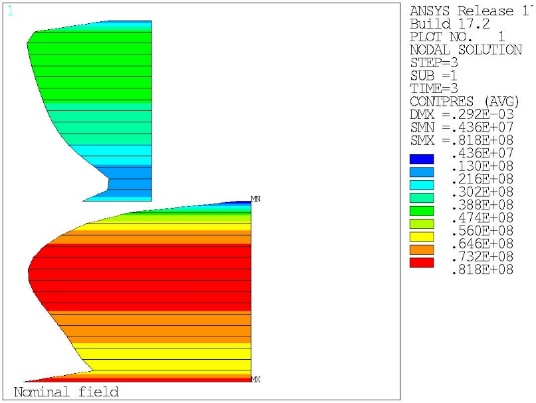 1
ANSYS Release 1
Build 17.2
PLOT NO. 1
NODAL SOLUTION
STEP=3
SUB =1
TIME=3
CONTPRES (AVG)
DMX =.292E-03
SMN =.436E+07
SMX =.818E+08
.436E+07
.130E+08
.216E+08
.302E+08
.388E+08
.474E+08
.560E+08
.646E+08
.732E+08
.818E+08
MN
MX
Nominal field